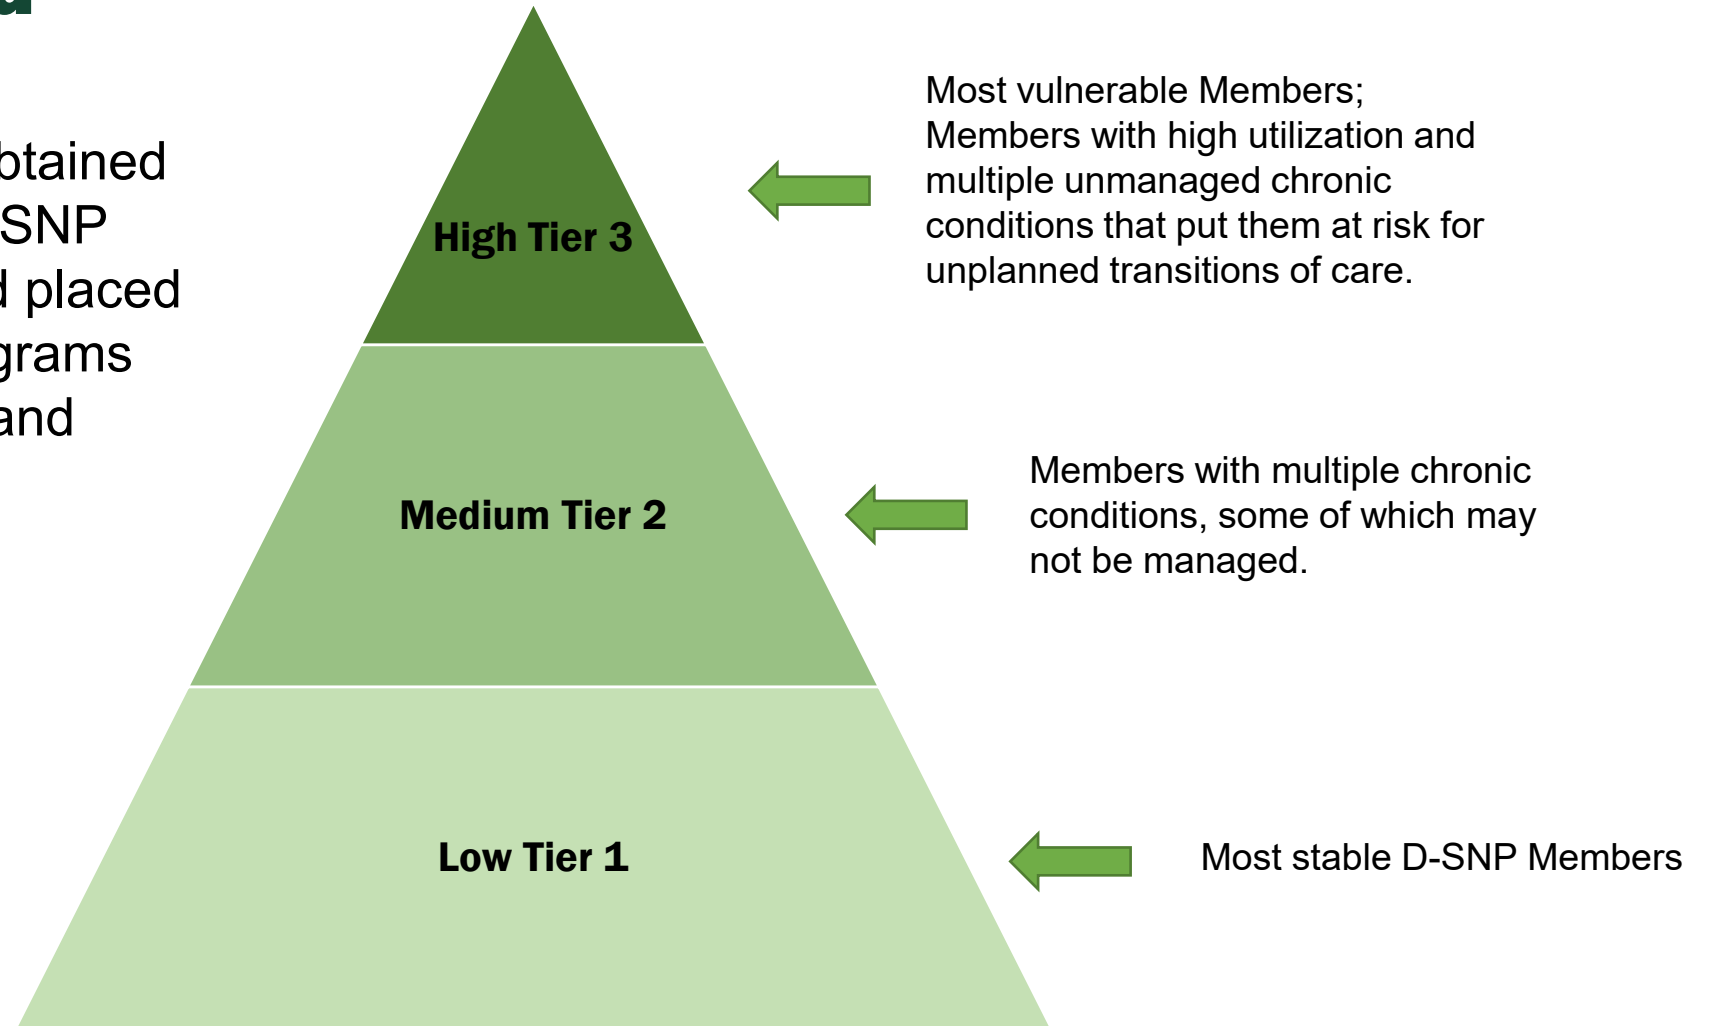 btained
SNP
d placed
grams
and
High Tier 3
Most vulnerable Members;
Members with high utilization and
multiple unmanaged chronic
conditions that put them at risk for
unplanned transitions of care.
Medium Tier 2
Members with multiple chronic
conditions, some of which may
not be managed.
Low Tier 1
Most stable D-SNP Members